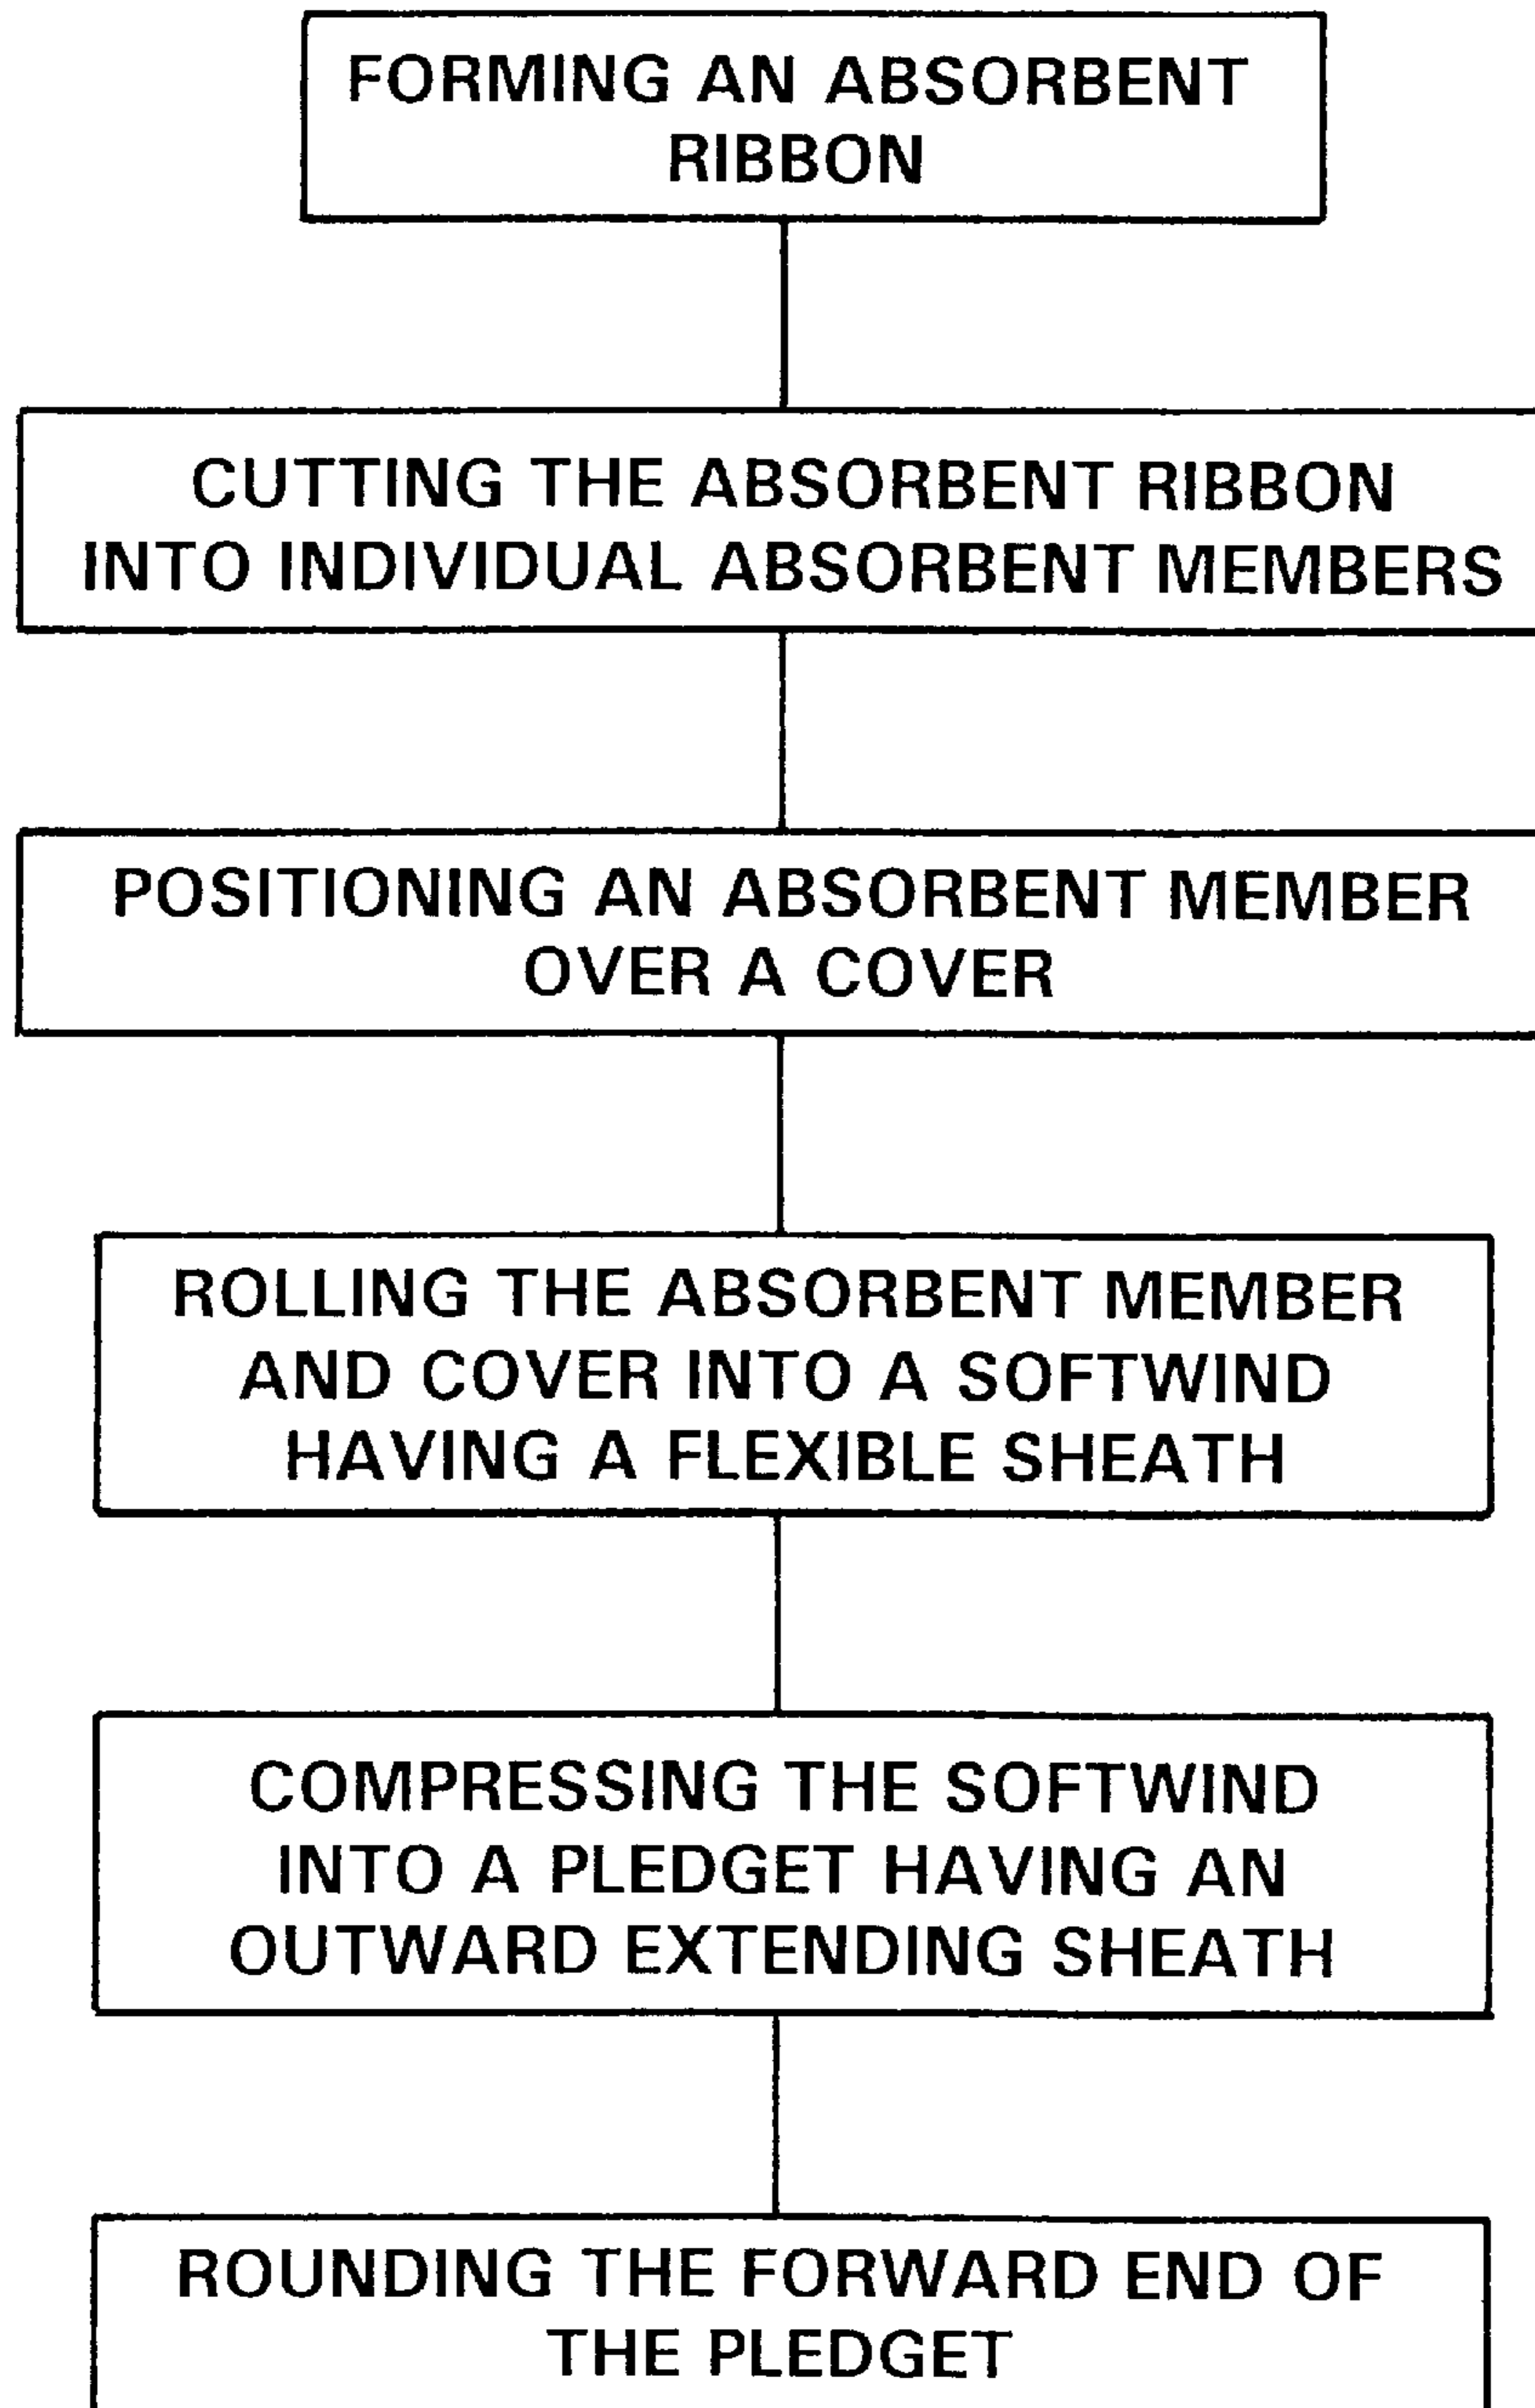 FORMING AN ABSORBENT
RIBBON
CUTTING THE ABSORBENT RIBBON
INTO INDIVIDUAL ABSORBENT MEMBERS
POSITIONING AN ABSORBENT MEMBER
OVER A COVER
ROLLING THE ABSORBENT MEMBER
AND COVER INTO A SOFTWIND
HAVING A FLEXIBLE SHEATH
COMPRESSING THE SOFTWIND
INTO A PLEDGET HAVING AN
OUTWARD EXTENDING SHEATH
ROUNDING THE FORWARD END OF
THE PLEDGET